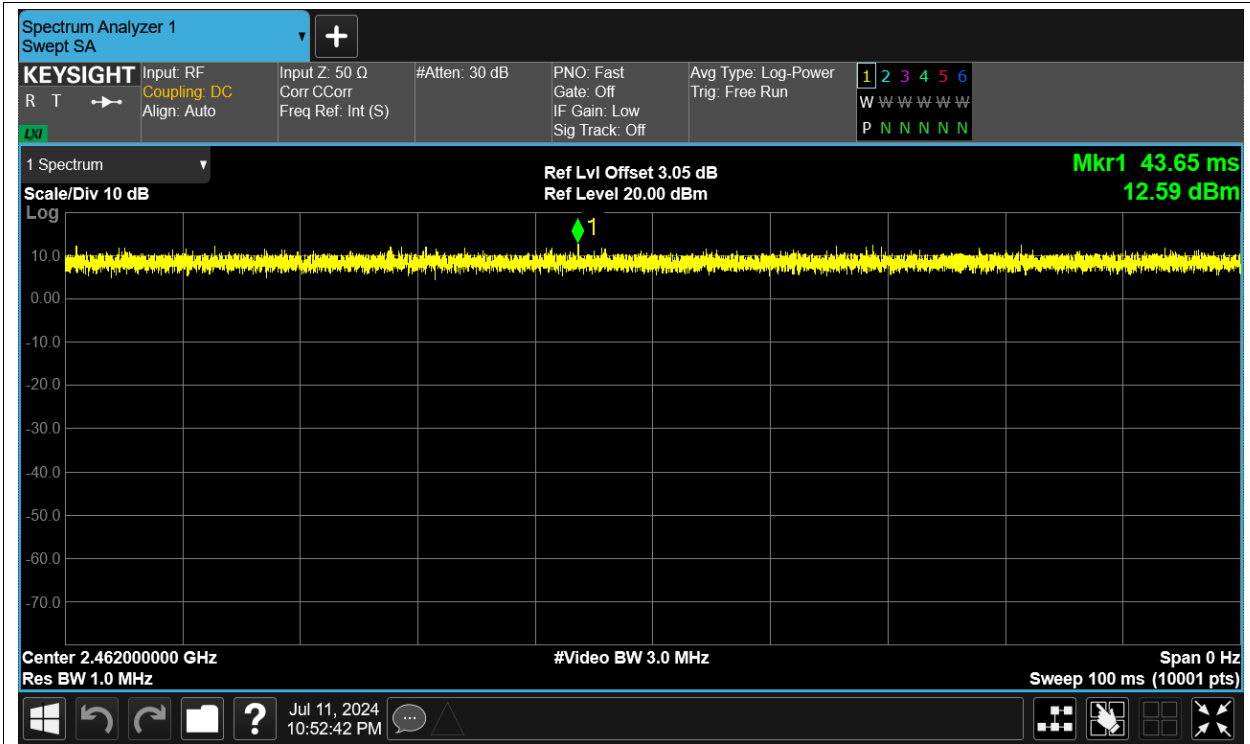 Spectrum Analyzer 1
Swept SA
KEYSIGHT
R T
LXI
Input: RF
Coupling: DC
Align: Auto
Input Z: 50 Ω
Corr CCorr
Freq Ref: Int (S)
#Atten: 30 dB
PNO: Fast
Gate: Off
IF Gain: Low
Sig Track: Off
Avg Type: Log-Power
Trig: Free Run
1 2 3 4 5 6
W W W W W W
P N N N N N
1 Spectrum
Scale/Div 10 dB
Log
Ref Lvl Offset 3.05 dB
Ref Level 20.00 dBm
Mkr1 43.65 ms
12.59 dBm
1
10.0
0.00
-10.0
-20.0
-30.0
-40.0
-50.0
-60.0
-70.0
Center 2.462000000 GHz
Res BW 1.0 MHz
#Video BW 3.0 MHz
Span 0 Hz
Sweep 100 ms (10001 pts)
?
Jul 11, 2024
10:52:42 PM